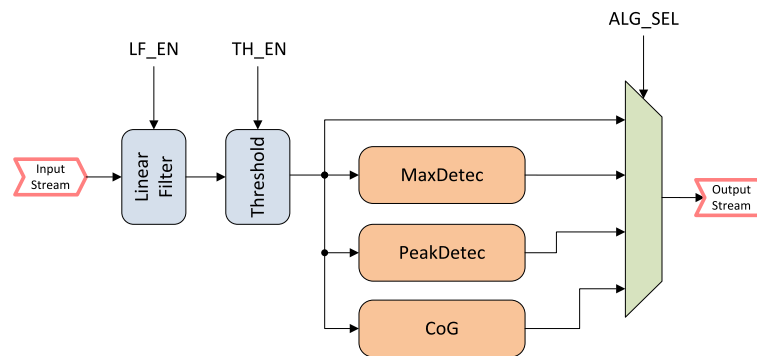 ALG_SEL
LF_EN
TH_EN
Input
Stream
Linear
Filter
Threshold
MaxDetec
PeakDetec
CoG
Output
Stream